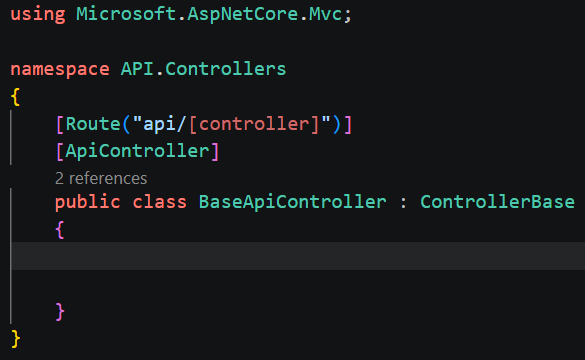 using Microsoft.AspNetCore.Mvc;
namespace API.Controllers
{
[Route("api/[controller]")]
[ApiController]
2 references
public class BaseApiController : ControllerBase
{
}
}